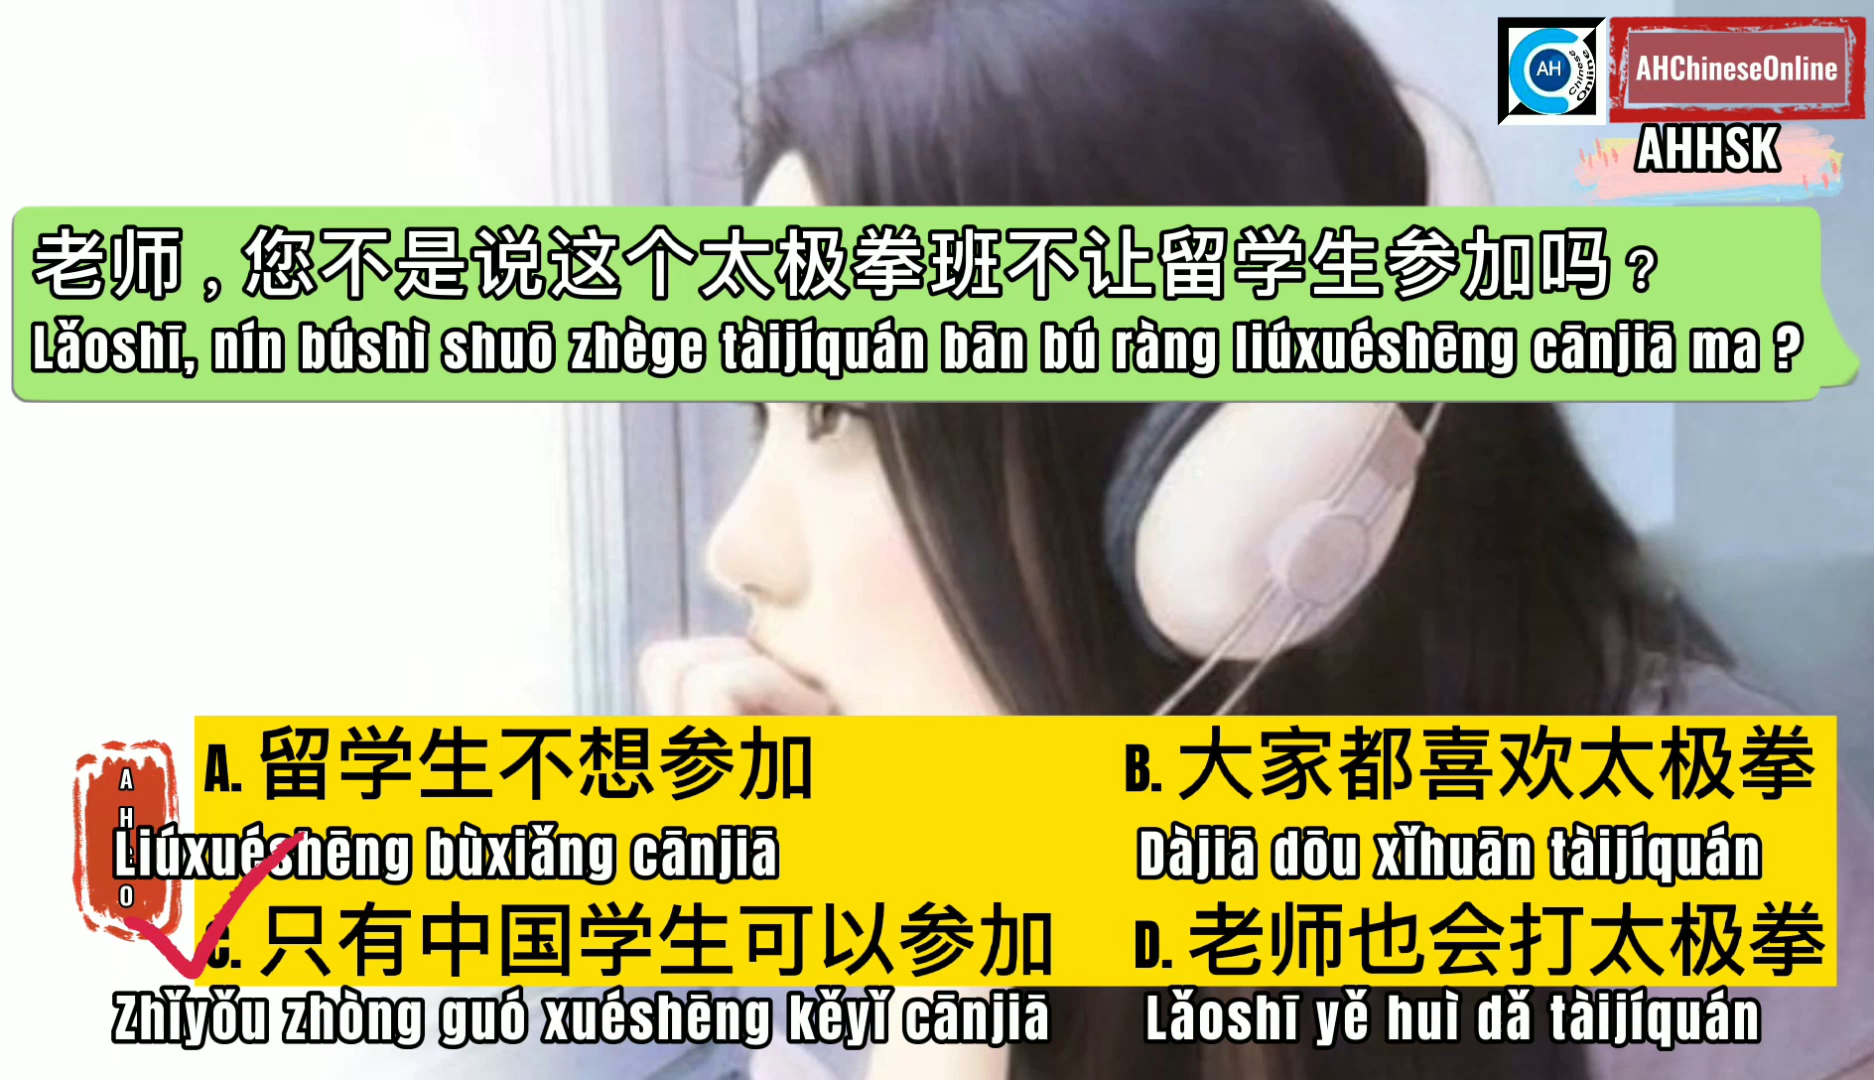 AH Chinese Online
AHChineseOnline
AHHSK
老师,您不是说这个太极拳班不让留学生参加吗?
Lǎoshī, nín búshì shuō zhège tàijíquán bān bú ràng liúxuéshēng cānjiā ma ?
A. 留学生不想参加
B. 大家都喜欢太极拳
Liúxuéshēng bùxiǎng cānjiā
Dàjiā dōu xǐhuān tàijíquán
C. 只有中国学生可以参加
D. 老师也会打太极拳
Zhǐyǒu zhòng guó xuéshēng kěyǐ cānjiā
Lǎoshī yě huì dǎ tàijíquán